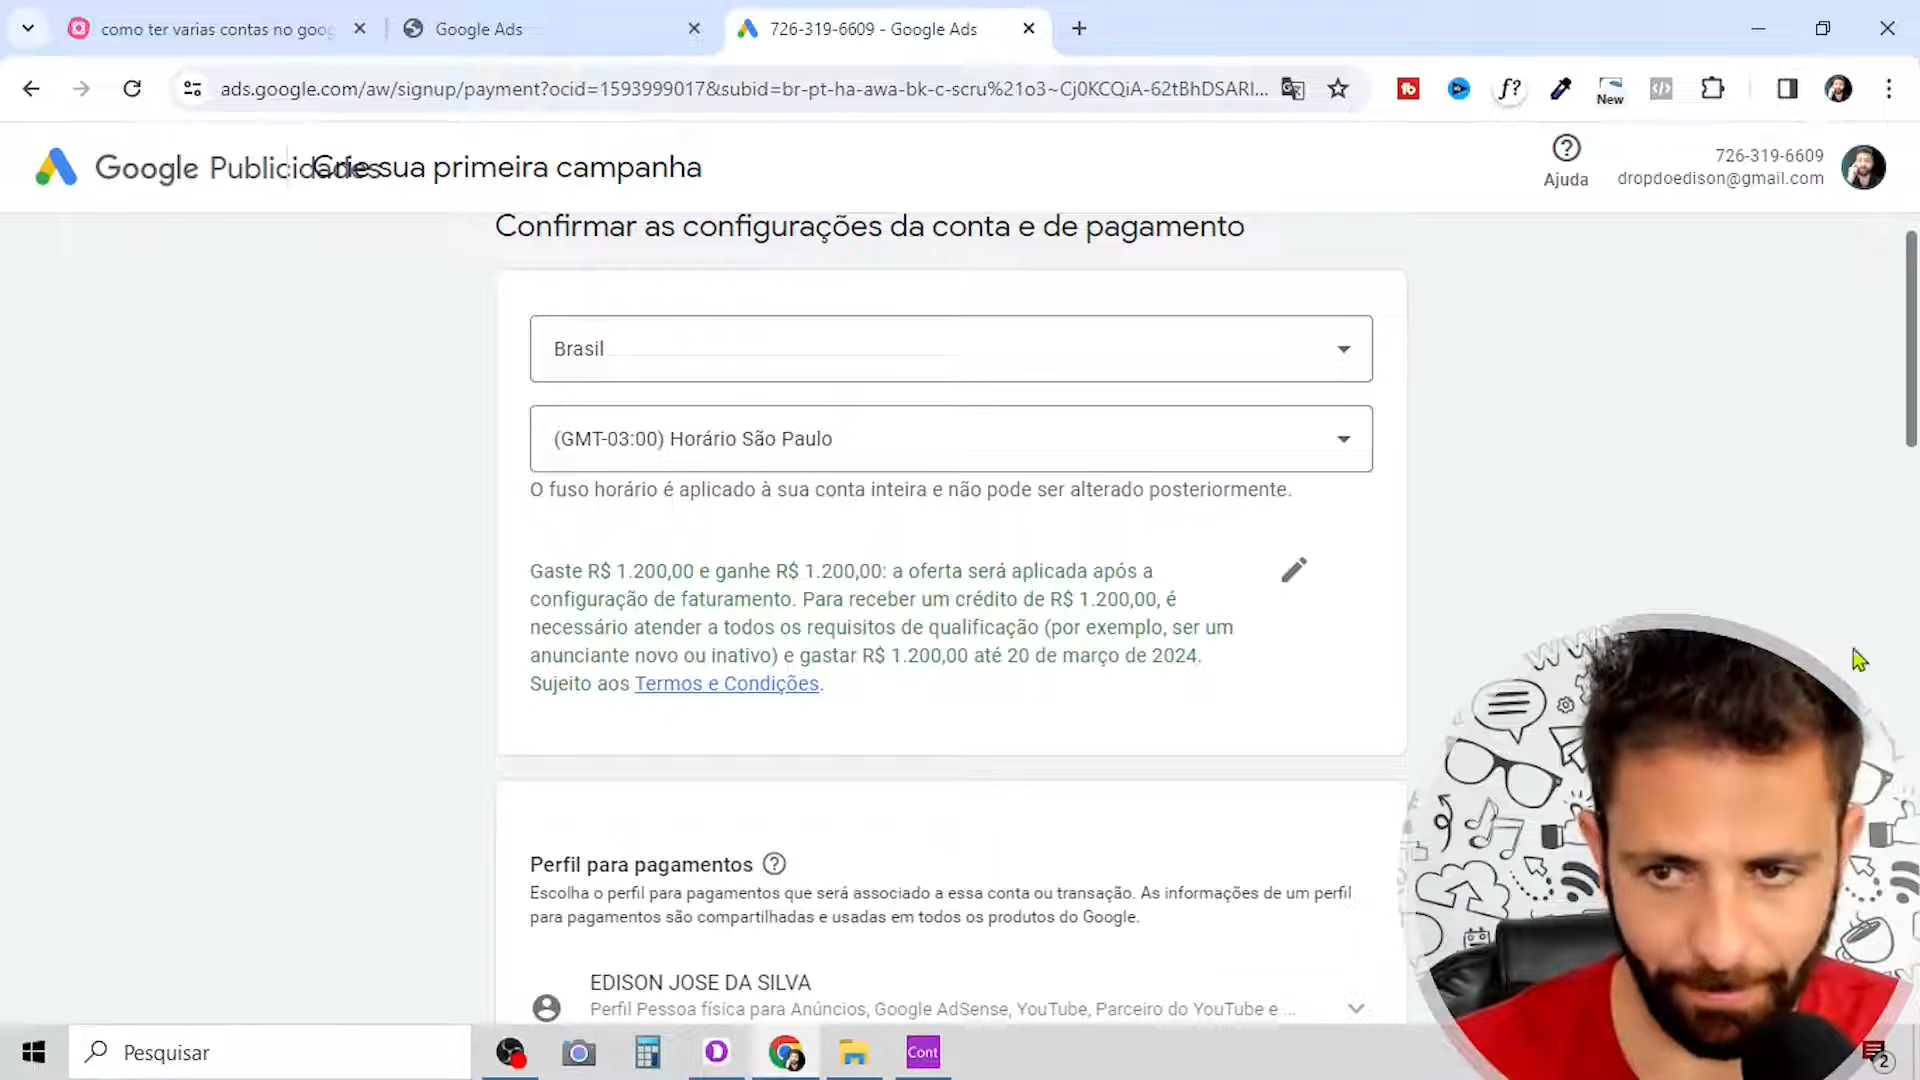 como ter varias contas no goog
Google Ads
726-319-6609 - Google Ads
ads.google.com/aw/signup/payment?ocid=1593999017&subid=br-pt-ha-awa-bk-c-scru%21o3~Cj0KCQiA-62tBhDSARI...
f?
New
Google Publicidades
Crie sua primeira campanha
Ajuda
726-319-6609
dropdoedison@gmail.com
Confirmar as configurações da conta e de pagamento
Brasil
(GMT-03:00) Horário São Paulo
O fuso horário é aplicado à sua conta inteira e não pode ser alterado posteriormente.
Gaste R$ 1.200,00 e ganhe R$ 1.200,00: a oferta será aplicada após a
configuração de faturamento. Para receber um crédito de R$ 1.200,00, é
necessário atender a todos os requisitos de qualificação (por exemplo, ser um
anunciante novo ou inativo) e gastar R$ 1.200,00 até 20 de março de 2024.
Sujeito aos Termos e Condições.
Perfil para pagamentos
Escolha o perfil para pagamentos que será associado a essa conta ou transação. As informações de um perfil
para pagamentos são compartilhadas e usadas em todos os produtos do Google.
EDISON JOSE DA SILVA
Perfil Pessoa física para Anúncios, Google AdSense, YouTube, Parceiro do YouTube e ...
Pesquisar
Cont
2